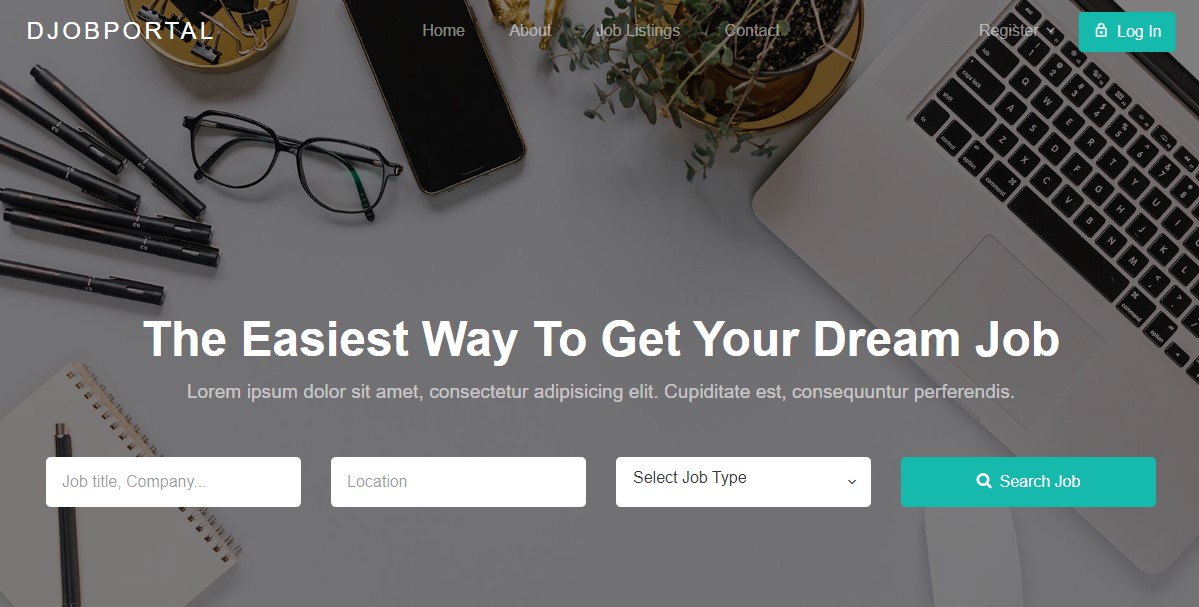 DJOBPORTAL
Home
About
Job Listings
Contact
Register
Log In
The Easiest Way To Get Your Dream Job
Lorem ipsum dolor sit amet, consectetur adipisicing elit. Cupiditate est, consequuntur perferendis.
Job title, Company...
Location
Select Job Type
Search Job